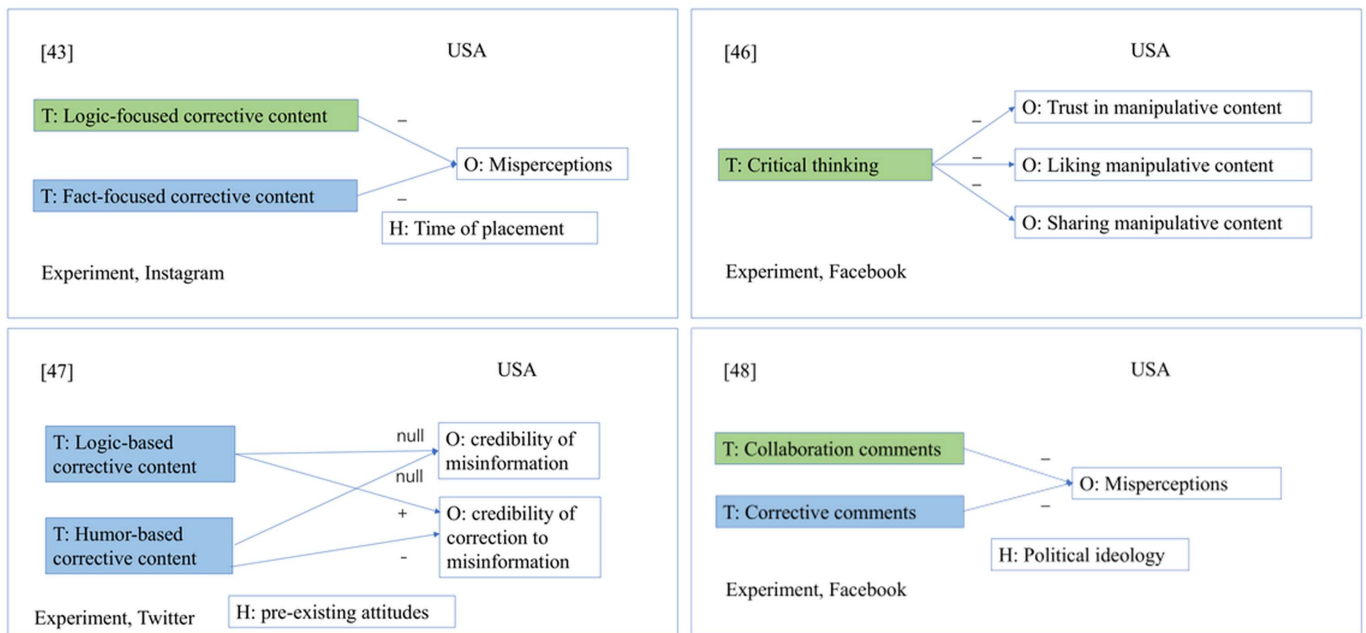 [43]
USA
T: Logic-focused corrective content
–
O: Misperceptions
T: Fact-focused corrective content
–
H: Time of placement
Experiment, Instagram
[46]
USA
O: Trust in manipulative content
–
T: Critical thinking
–
O: Liking manipulative content
–
O: Sharing manipulative content
Experiment, Facebook
[47]
USA
T: Logic-based
corrective content
null
O: credibility of
misinformation
null
T: Humor-based
corrective content
+
O: credibility of
correction to
misinformation
-
Experiment, Twitter
H: pre-existing attitudes
[48]
USA
T: Collaboration comments
–
O: Misperceptions
T: Corrective comments
–
H: Political ideology
Experiment, Facebook